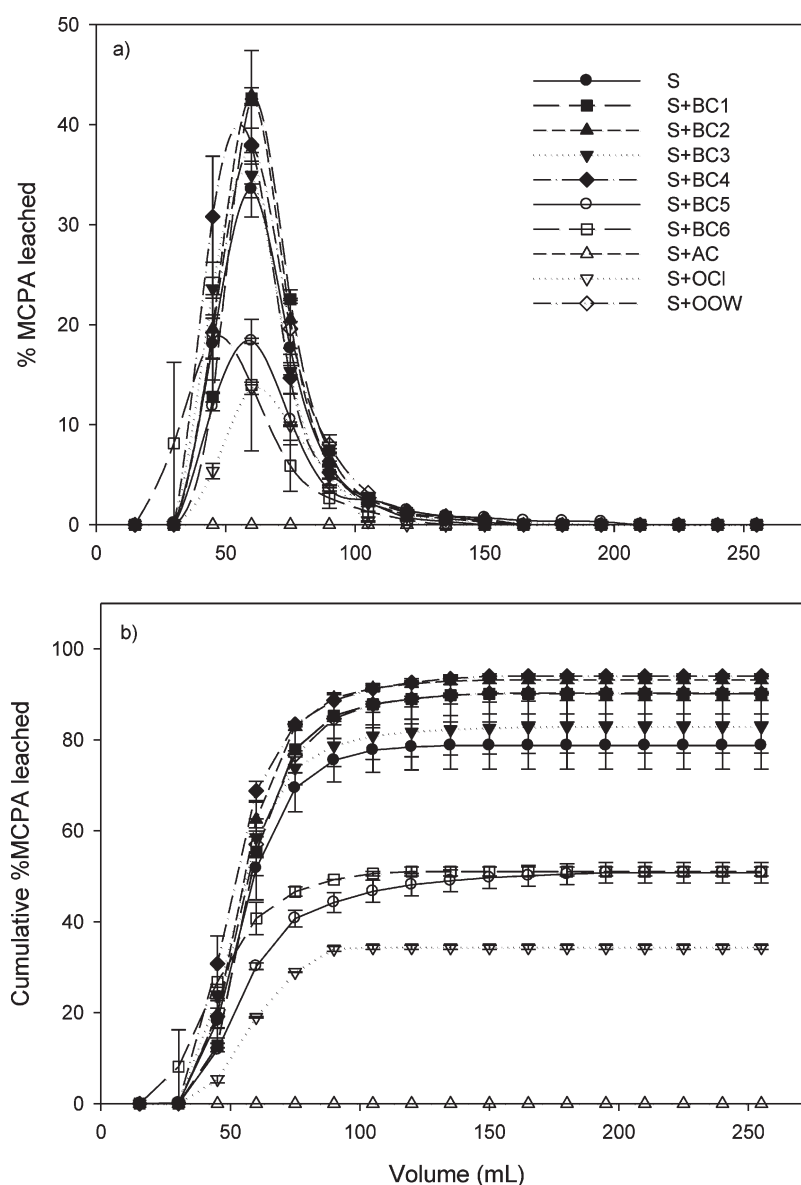 a)
50
40
30
20
10
0
% MCPA leached
0
50
100
150
200
250
S
S+BC1
S+BC2
S+BC3
S+BC4
S+BC5
S+BC6
S+AC
S+OCl
S+OOW
b)
100
80
60
40
20
0
Cumulative %MCPA leached
0
50
100
150
200
250
Volume (mL)